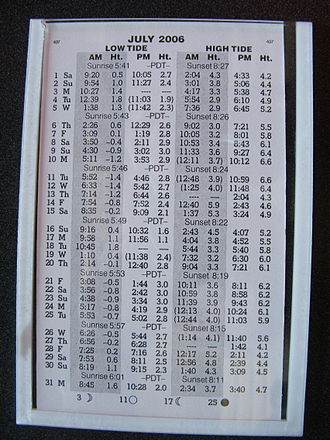 407 JULY 2006 407
LOW TIDE HIGH TIDE
AM Ht. PM Ht. AM Ht. PM Ht.
Sunrise 5:41 –PDT– Sunset 8:27
1 Sa 9:20 0.5 10:05 2.7 2:04 4.3 4:33 4.2
2 Su 9:54 1.0 11:27 2.4 3:01 3.8 5:06 4.4
3 M 10:27 1.4
4 Tu 12:39 1.8 (11:03 1.9)
5 W 1:38 1.3 (11:42 2.3) 7:36 2.9 6:45 5.2
Sunrise 5:43 –PDT– Sunset 8:26
6 Th 2:26 0.6 12:29 2.6 9:02 3.0 7:21 5.5
7 F 3:09 0.1 1:19 2.8 10:05 3.2 8:01 5.8
8 Sa 3:50 –0.4 2:11 2.9 10:53 3.4 8:43 6.1
9 Su 4:30 –0.9 3:02 3.0 11:33 3.6 9:27 6.4
10 M 5:11 –1.2 3:53 2.9 (12:11 3.7) 10:12 6.6
Sunrise 5:46 –PDT– Sunset 8:24
11 Tu 5:52 –1.4 4:46 2.8 (12:48 3.9) 10:59 6.6
12 W 6:33 –1.4 5:42 2.7 (1:25 4.0) 11:48 6.4
13 Th 7:14 –1.2 6:44 2.6
14 F 7:54 –0.8 7:52 2.4 12:40 5.9 2:43 4.6
15 Sa 8:35 –0.2 9:09 2.1 1:37 5.3 3:24 4.9
Sunrise 5:49 –PDT– Sunset 8:22
16 Su 9:16 0.4 10:32 1.6 2:43 4.5 4:07 5.2
17 M 9:58 1.1 11:56 1.1 4:04 3.8 4:52 5.5
18 Tu 10:45 1.8 5:44 3.3 5:40 5.8
19 W 1:10 0.4 (11:38 2.4) 7:32 3.2 6:30 6.0
20 Th 2:14 –0.1 12:40 2.8 9:04 3.3 7:21 6.1
Sunrise 5:53 –PDT– Sunset 8:19
21 F 3:08 –0.5 1:44 3.0 10:11 3.6 8:11 6.2
22 Sa 3:56 –0.7 2:42 3.0 10:59 3.8 8:58 6.2
23 Su 4:38 –0.9 3:34 3.0 11:39 3.9 9:43 6.2
24 M 5:17 –0.8 4:19 2.9 (12:13 4.0) 10:24 6.1
25 Tu 5:53 –0.7 5:02 2.9 (12:44 4.0) 11:03 5.9
Sunrise 5:57 –PDT– Sunset 8:15
26 W 6:26 –0.5 5:44 2.7 (1:14 4.1) 11:40 5.6
27 Th 6:56 –0.2 6:28 2.7 1:42 4.1
28 F 7:25 0.2 7:16 2.6 12:17 5.2 2:11 4.2
29 Sa 7:53 0.6 8:11 2.5 12:56 4.8 2:39 4.4
30 Su 8:19 1.1 9:15 2.3 1:40 4.3 3:09 4.5
Sunrise 6:01 –PDT– Sunset 8:11
31 M 8:45 1.6 10:28 2.0 2:34 3.7 3:40 4.7
3 11 17 25